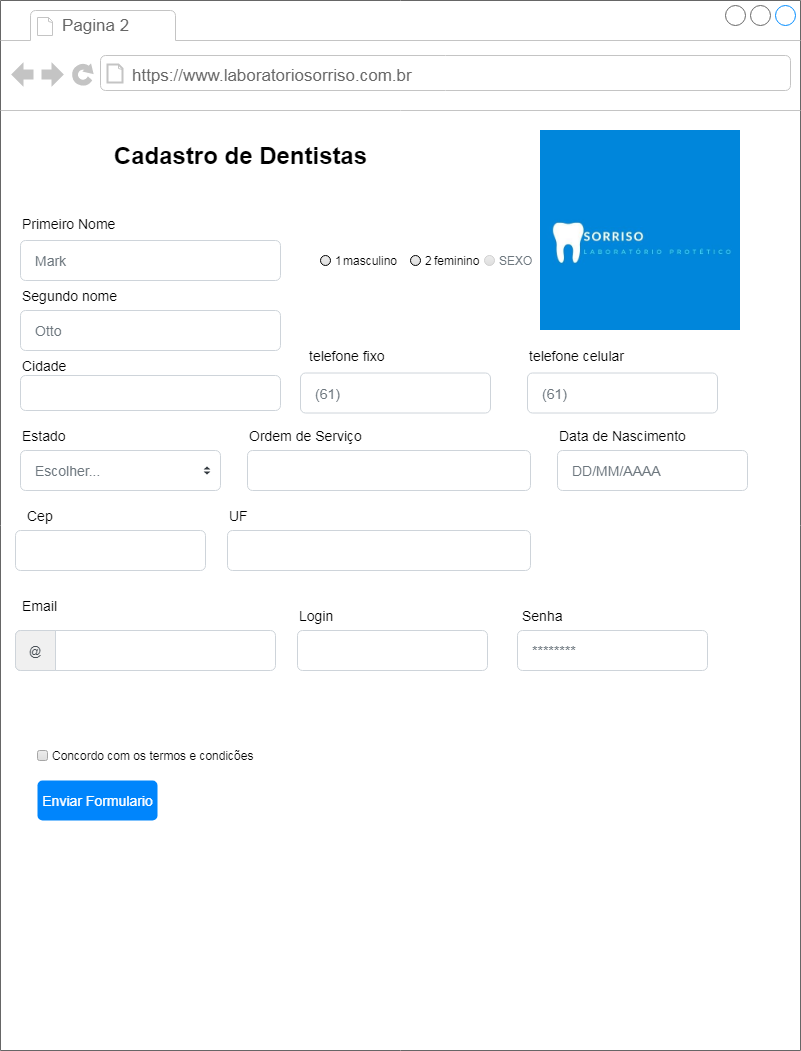 Pagina 2
https://www.laboratoriosorriso.com.br
Cadastro de Dentistas
SORRISO
LABORATÓRIO PROTÉTICO
Primeiro Nome
Mark
1 masculino 2 feminino SEXO
Segundo nome
Otto
Cidade
telefone fixo
(61)
telefone celular
(61)
Estado
Escolher...
Ordem de Serviço
Data de Nascimento
DD/MM/AAAA
Cep
UF
Email
@
Login
Senha
********
Concordo com os termos e condicões
Enviar Formulario